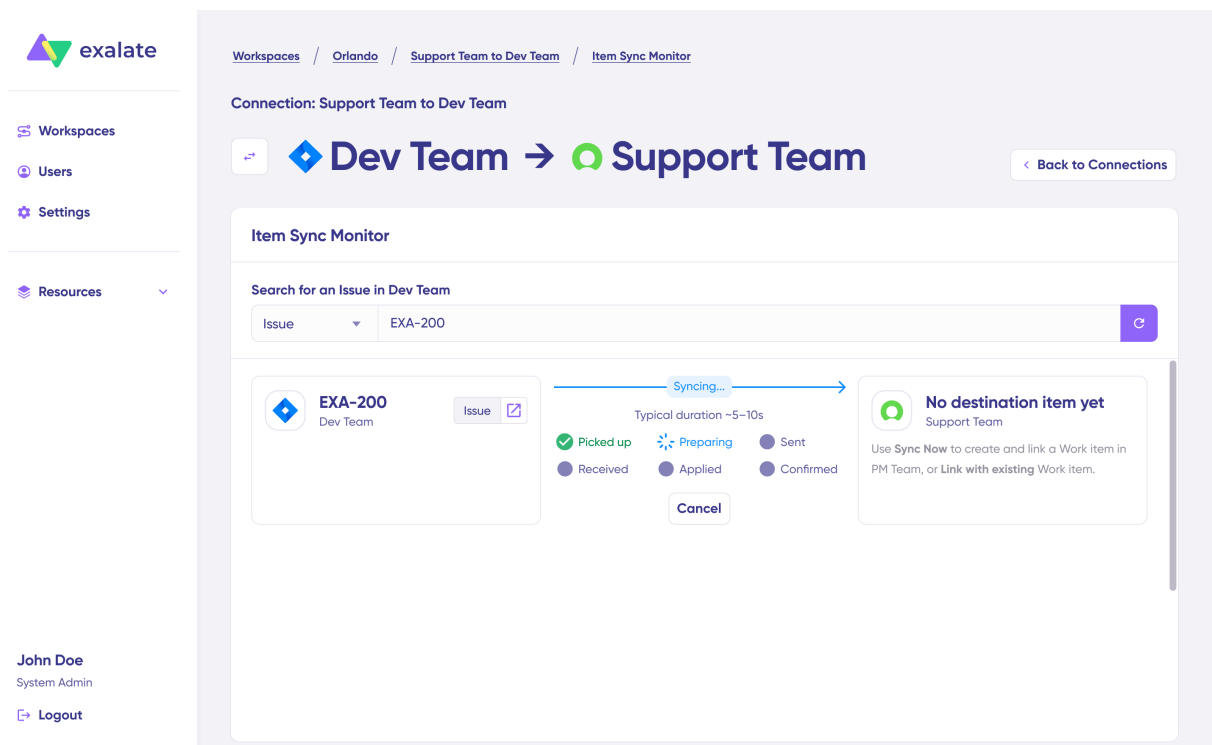 exalate
Workspaces
Users
Settings
Resources
John Doe
System Admin
Logout
Workspaces / Orlando / Support Team to Dev Team / Item Sync Monitor
Connection: Support Team to Dev Team
Dev Team → Support Team
Back to Connections
Item Sync Monitor
Search for an Issue in Dev Team
Issue EXA-200
EXA-200
Dev Team
Issue
Syncing...
Typical duration ~5–10s
Picked up Preparing Sent
Received Applied Confirmed
Cancel
No destination item yet
Support Team
Use Sync Now to create and link a Work item in
PM Team, or Link with existing Work item.